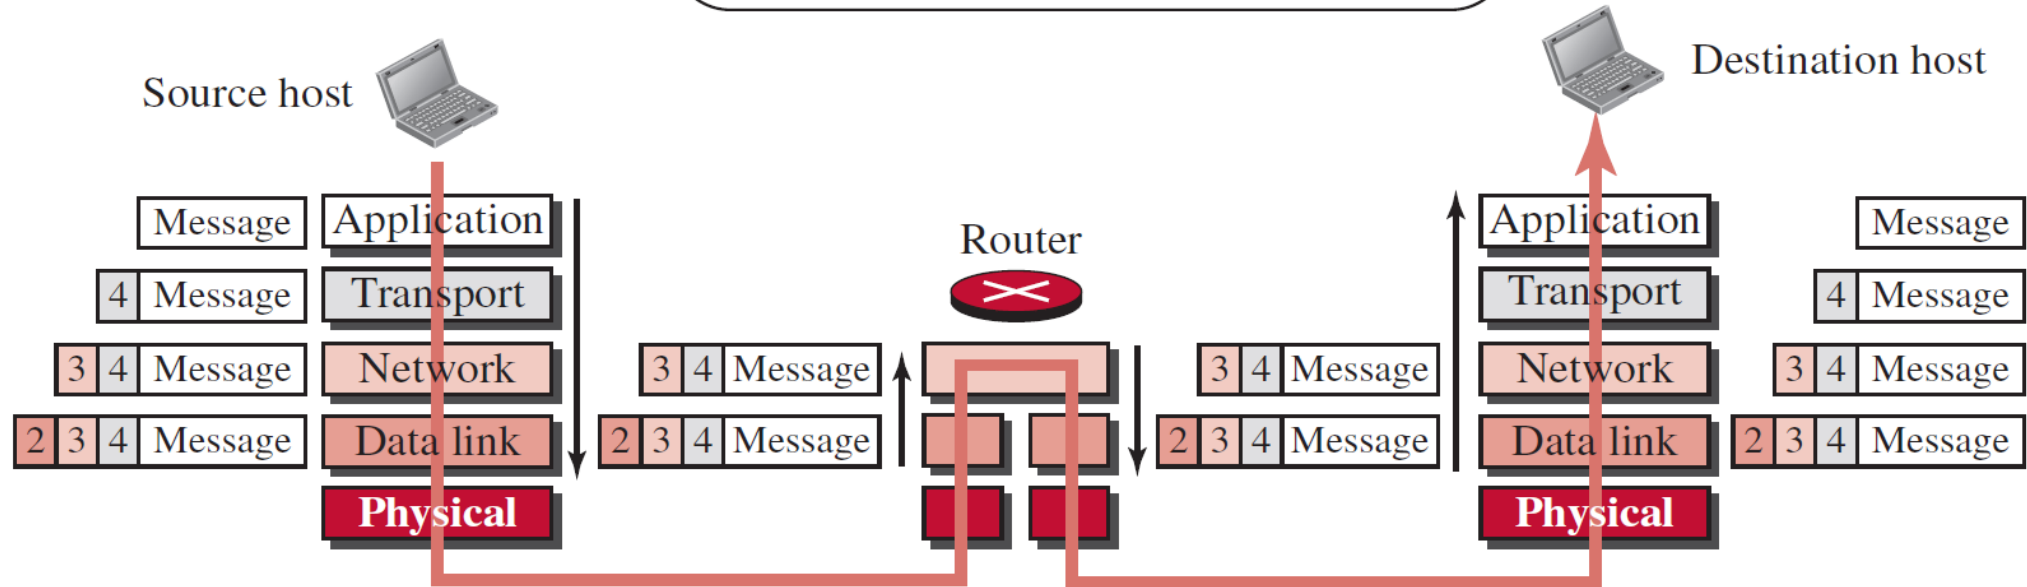 Source host
Destination host
Message Application
Router
Application Message
4 Message Transport
Transport 4 Message
3 4 Message Network
3 4 Message
3 4 Message
Network 3 4 Message
2 3 4 Message Data link
2 3 4 Message
2 3 4 Message
Data link 2 3 4 Message
Physical
Physical